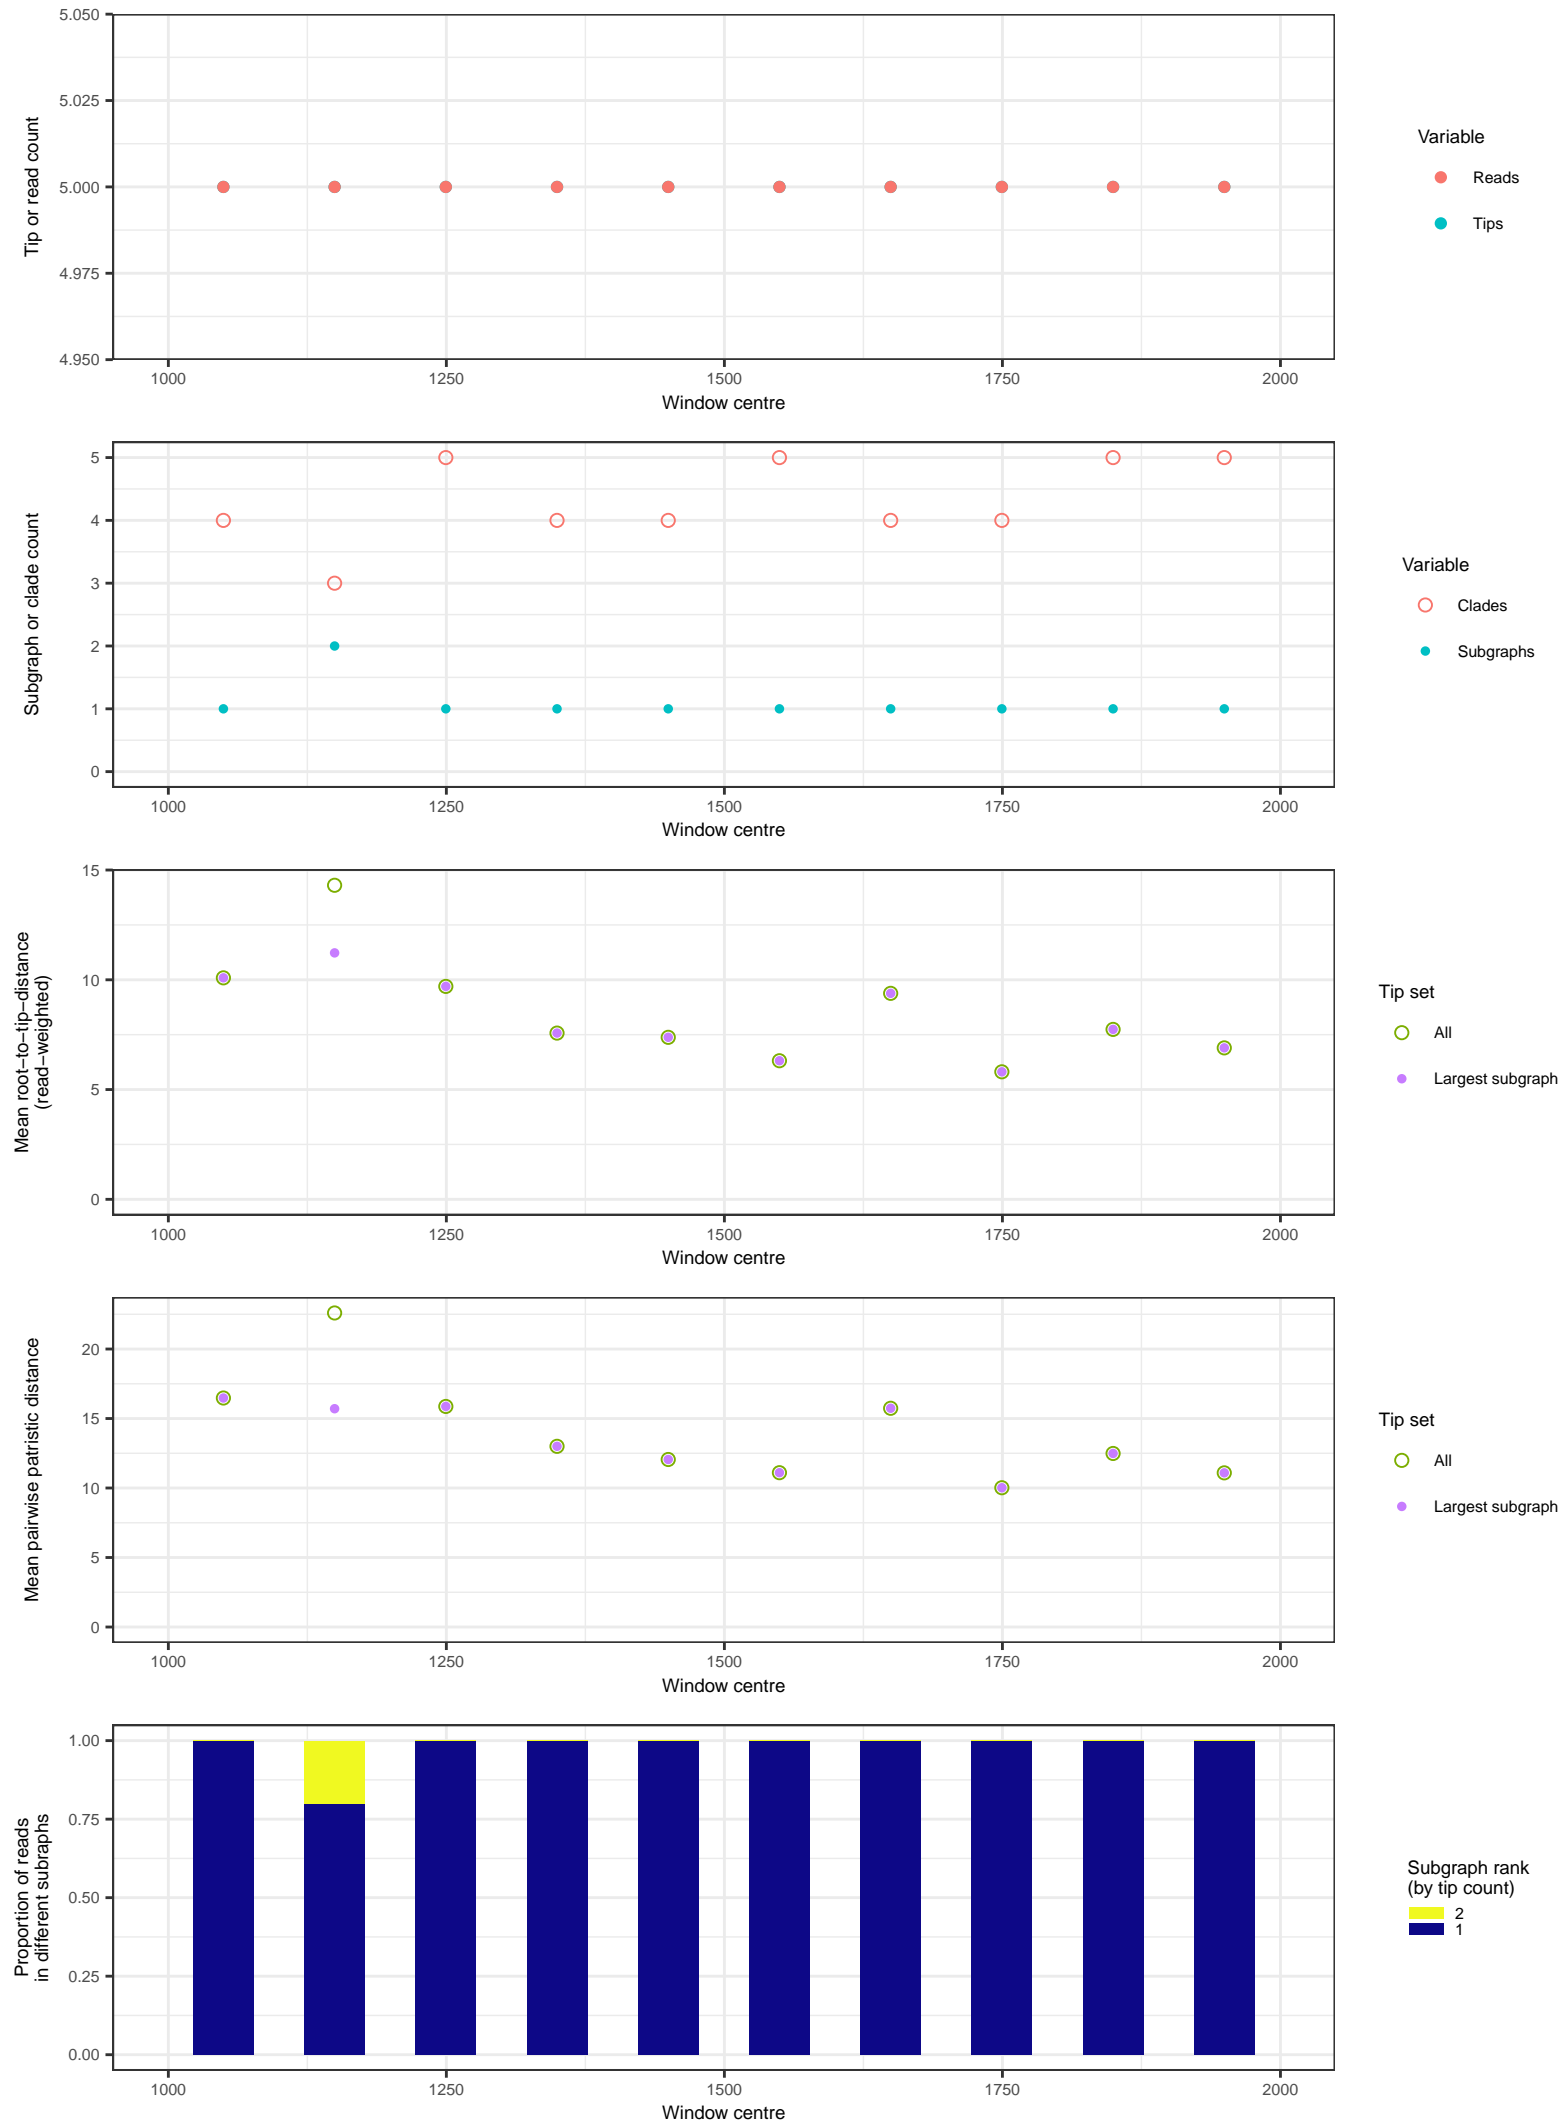 5.050
5.025
5.000
4.975
4.950
Tip or read count
1000 1250 1500 1750 2000
Window centre
Variable
Reads
Tips
5
4
3
2
1
0
Subgraph or clade count
1000 1250 1500 1750 2000
Window centre
Variable
Clades
Subgraphs
15
10
5
0
Mean root−to−tip−distance
(read−weighted)
1000 1250 1500 1750 2000
Window centre
Tip set
All
Largest subgraph
20
15
10
5
0
Mean pairwise patristic distance
1000 1250 1500 1750 2000
Window centre
Tip set
All
Largest subgraph
1.00
0.75
0.50
0.25
0.00
Proportion of reads
in different subraphs
1000 1250 1500 1750 2000
Window centre
Subgraph rank
(by tip count)
2
1